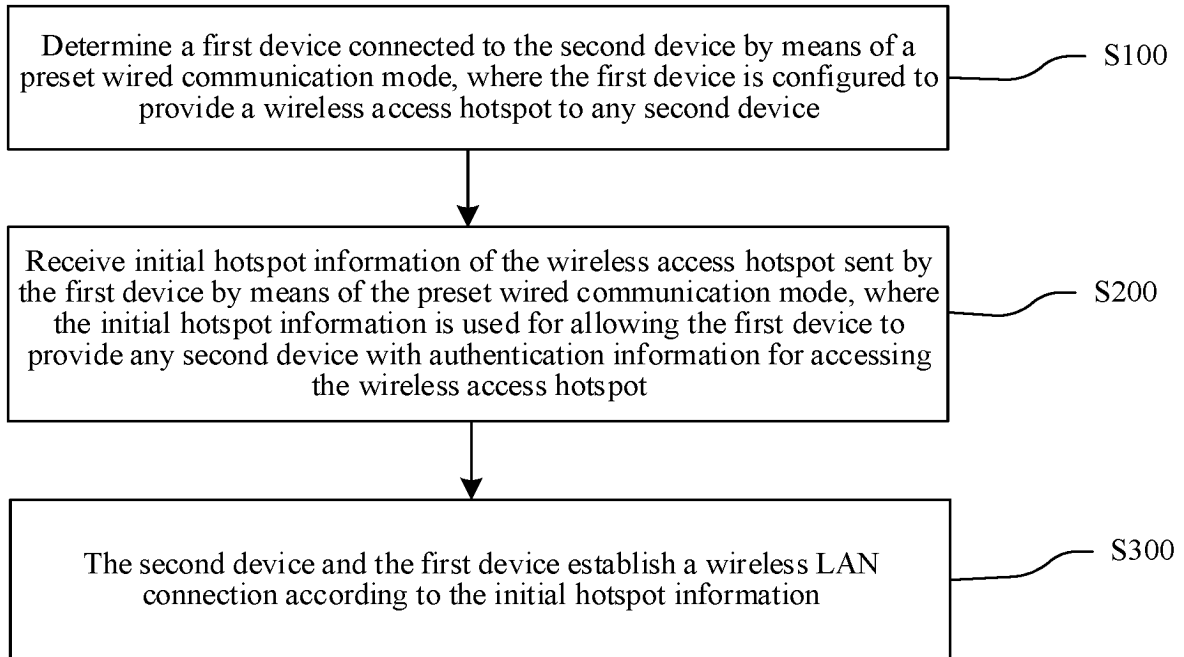 Determine a first device connected to the second device by means of a
preset wired communication mode, where the first device is configured to
provide a wireless access hotspot to any second device
S100
Receive initial hotspot information of the wireless access hotspot sent by
the first device by means of the preset wired communication mode, where
the initial hotspot information is used for allowing the first device to
provide any second device with authentication information for accessing
the wireless access hotspot
S200
The second device and the first device establish a wireless LAN
connection according to the initial hotspot information
S300